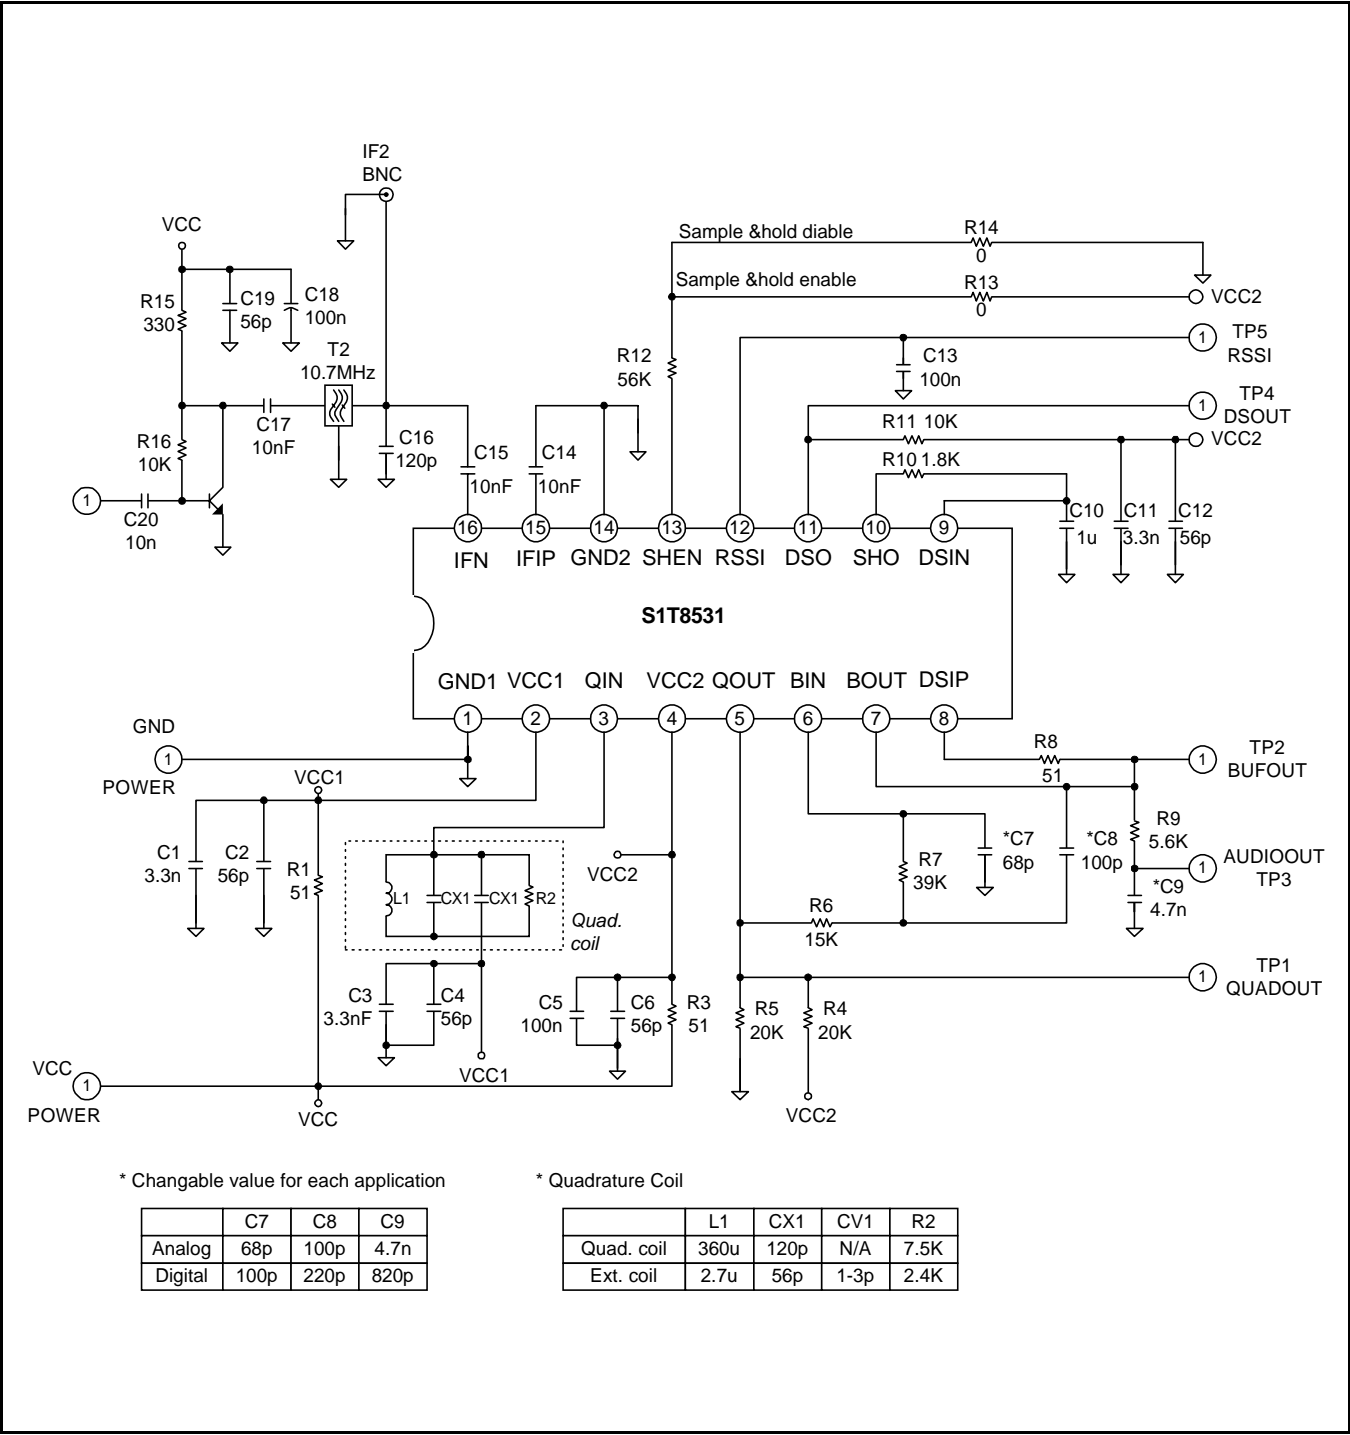 IF2
BNC
VCC
Sample &hold diable
R14
0
Sample &hold enable
R13
0
VCC2
R15
330
C19
56p
C18
100n
T2
10.7MHz
R12
56K
C13
100n
1
TP5
RSSI
1
TP4
DSOUT
R11 10K
VCC2
R16
10K
C17
10nF
C16
120p
C15
10nF
C14
10nF
R10 1.8K
1
C20
10n
C10
1u
C11
3.3n
C12
56p
16 15 14 13 12 11 10 9
IFN IFIP GND2 SHEN RSSI DSO SHO DSIN
S1T8531
GND1 VCC1 QIN VCC2 QOUT BIN BOUT DSIP
1 2 3 4 5 6 7 8
GND
1
POWER
VCC1
R8
51
1
TP2
BUFOUT
C1
3.3n
C2
56p
R1
51
VCC2
R7
39K
*C7
68p
*C8
100p
R9
5.6K
1
AUDIOOUT
TP3
*C9
4.7n
L1 CX1 CX1 R2
Quad.
coil
R6
15K
C3
3.3nF
C4
56p
C5
100n
C6
56p
R3
51
R5
20K
R4
20K
1
TP1
QUADOUT
VCC1
VCC2
VCC
1
POWER
VCC
* Changable value for each application
C7 C8 C9
Analog 68p 100p 4.7n
Digital 100p 220p 820p
* Quadrature Coil
L1 CX1 CV1 R2
Quad. coil 360u 120p N/A 7.5K
Ext. coil 2.7u 56p 1-3p 2.4K